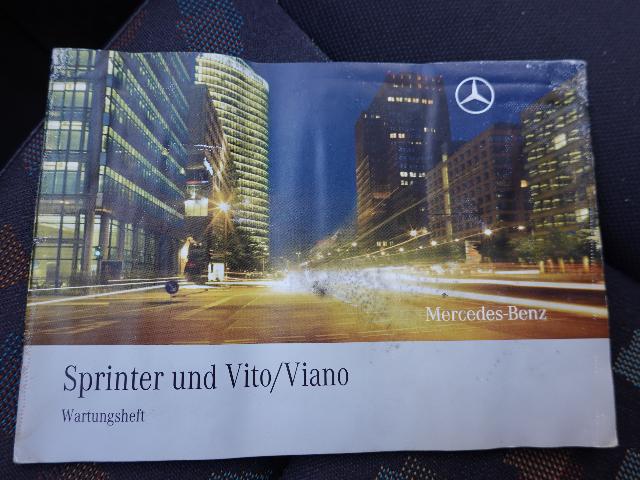 Mercedes-Benz
Sprinter und Vito/Viano
Wartungsheft